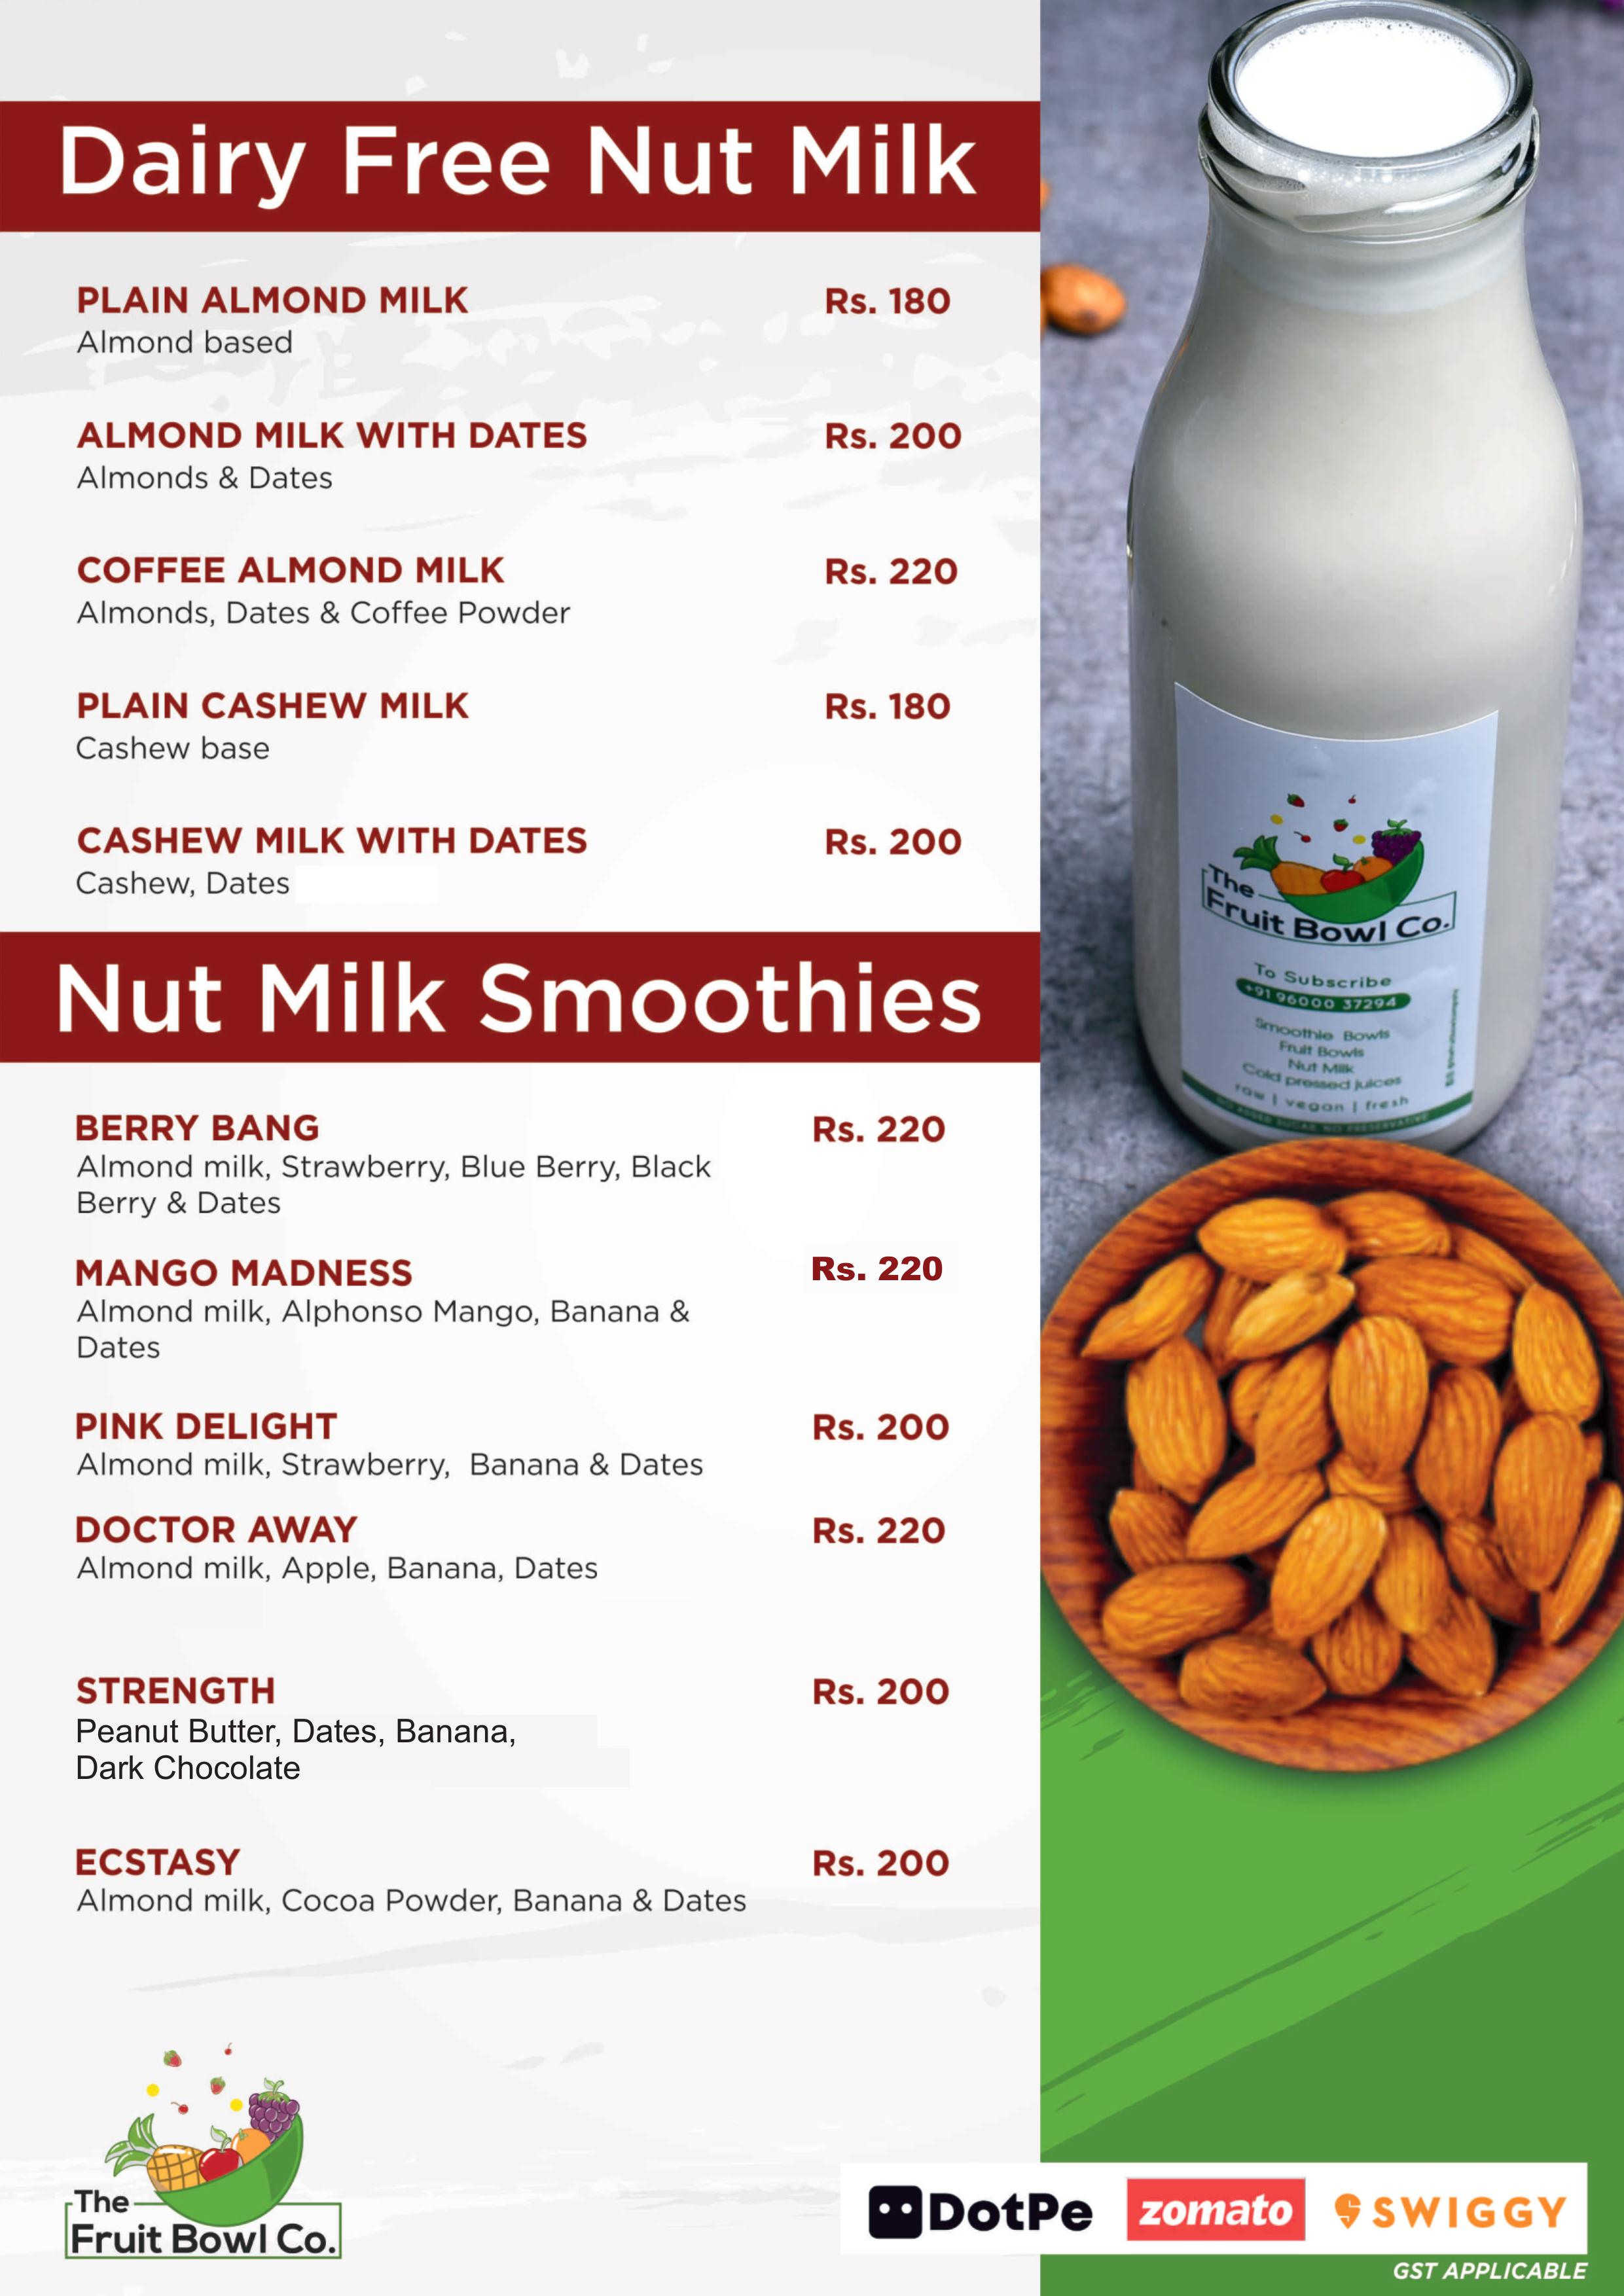 Dairy Free Nut Milk
PLAIN ALMOND MILK Rs. 180
Almond based
ALMOND MILK WITH DATES Rs. 200
Almonds & Dates
COFFEE ALMOND MILK Rs. 220
Almonds, Dates & Coffee Powder
PLAIN CASHEW MILK Rs. 180
Cashew base
CASHEW MILK WITH DATES Rs. 200
Cashew, Dates
Nut Milk Smoothies
BERRY BANG Rs. 220
Almond milk, Strawberry, Blue Berry, Black
Berry & Dates
MANGO MADNESS Rs. 220
Almond milk, Alphonso Mango, Banana &
Dates
PINK DELIGHT Rs. 200
Almond milk, Strawberry, Banana & Dates
DOCTOR AWAY Rs. 220
Almond milk, Apple, Banana, Dates
STRENGTH Rs. 200
Peanut Butter, Dates, Banana,
Dark Chocolate
ECSTASY Rs. 200
Almond milk, Cocoa Powder, Banana & Dates
The
Fruit Bowl Co.
The
Fruit Bowl Co.
To Subscribe
+91 96000 37294
Smoothie Bowls
Fruit Bowls
Nut Milk
Cold pressed juices
raw | vegan | fresh
NO ADDED SUGAR NO PRESERVATIVE
DotPe zomato SWIGGY
GST APPLICABLE